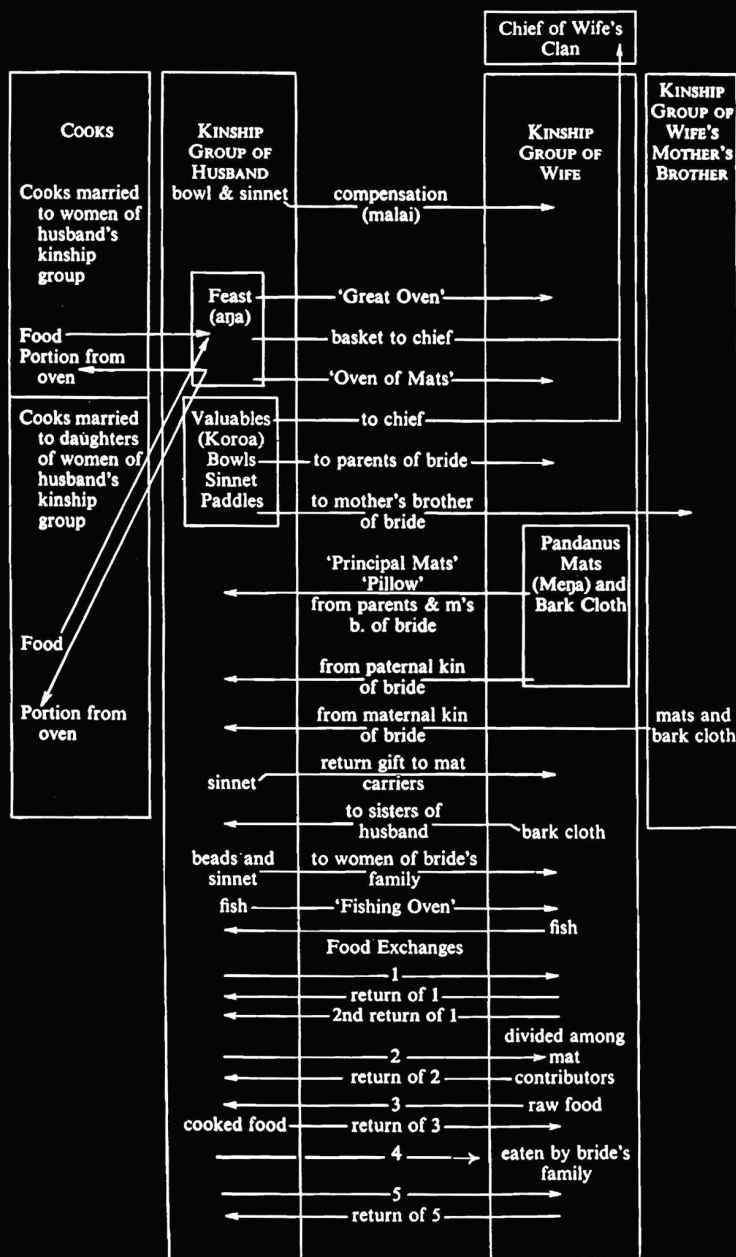 Chief of Wife's
Clan
COOKS
KINSHIP
GROUP OF
HUSBAND
KINSHIP
GROUP OF
WIFE
KINSHIP
GROUP OF
WIFE'S
MOTHER'S
BROTHER
Cooks married
to women of
husband's
kinship
group
bowl & sinnet
compensation
(malai)
Feast
(aŋa)
'Great Oven'
Food
basket to chief
Portion from
oven
'Oven of Mats'
Cooks married
to daughters
of women of
husband's
kinship
group
Valuables
(Koroa)
Bowls
Sinnet
Paddles
to chief
to parents of bride
to mother's brother
of bride
Pandanus
Mats
(Meŋa) and
Bark Cloth
'Principal Mats'
'Pillow'
from parents & m's
b. of bride
Food
from paternal kin
of bride
Portion from
oven
from maternal kin
of bride
mats and
bark cloth
return gift to mat
carriers
sinnet
to sisters of
husband
bark cloth
beads and
sinnet
to women of bride's
family
fish
'Fishing Oven'
fish
Food Exchanges
1
return of 1
2nd return of 1
2
divided among
mat
contributors
return of 2
3
raw food
cooked food
return of 3
4
eaten by bride's
family
5
return of 5